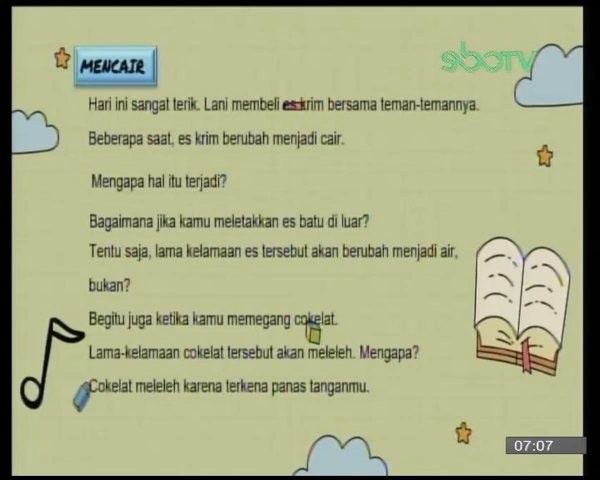 sbotv
MENCAIR
Hari ini sangat terik. Lani membeli es krim bersama teman-temannya.
Beberapa saat, es krim berubah menjadi cair.
Mengapa hal itu terjadi?
Bagaimana jika kamu meletakkan es batu di luar?
Tentu saja, lama kelamaan es tersebut akan berubah menjadi air,
bukan?
Begitu juga ketika kamu memegang cokelat.
Lama-kelamaan cokelat tersebut akan meleleh. Mengapa?
Cokelat meleleh karena terkena panas tanganmu.
07:07